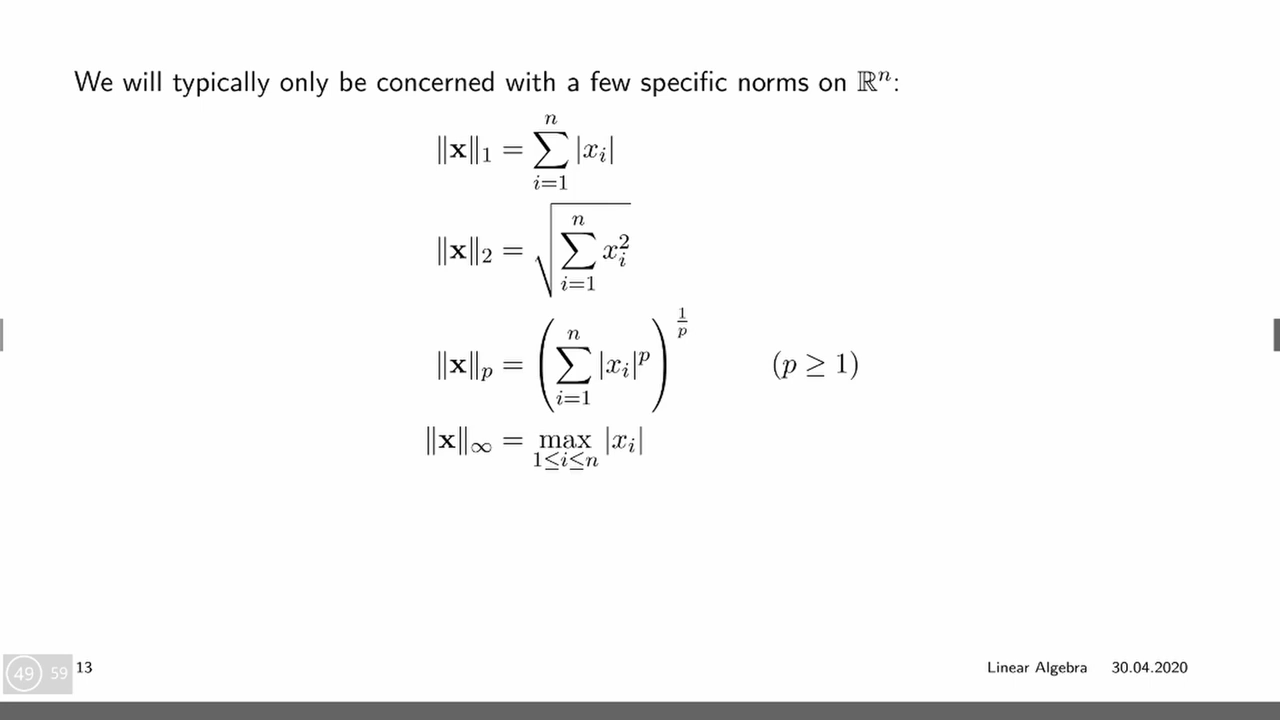 We will typically only be concerned with a few specific norms on ℝⁿ:
‖x‖₁ = ∑ᵢ₌₁ⁿ |xᵢ|
‖x‖₂ = √(∑ᵢ₌₁ⁿ xᵢ²)
‖x‖ₚ = (∑ᵢ₌₁ⁿ |xᵢ|ᵖ)^(1/p) (p ≥ 1)
‖x‖_∞ = max_{1≤i≤n} |xᵢ|
49 59 13 Linear Algebra 30.04.2020